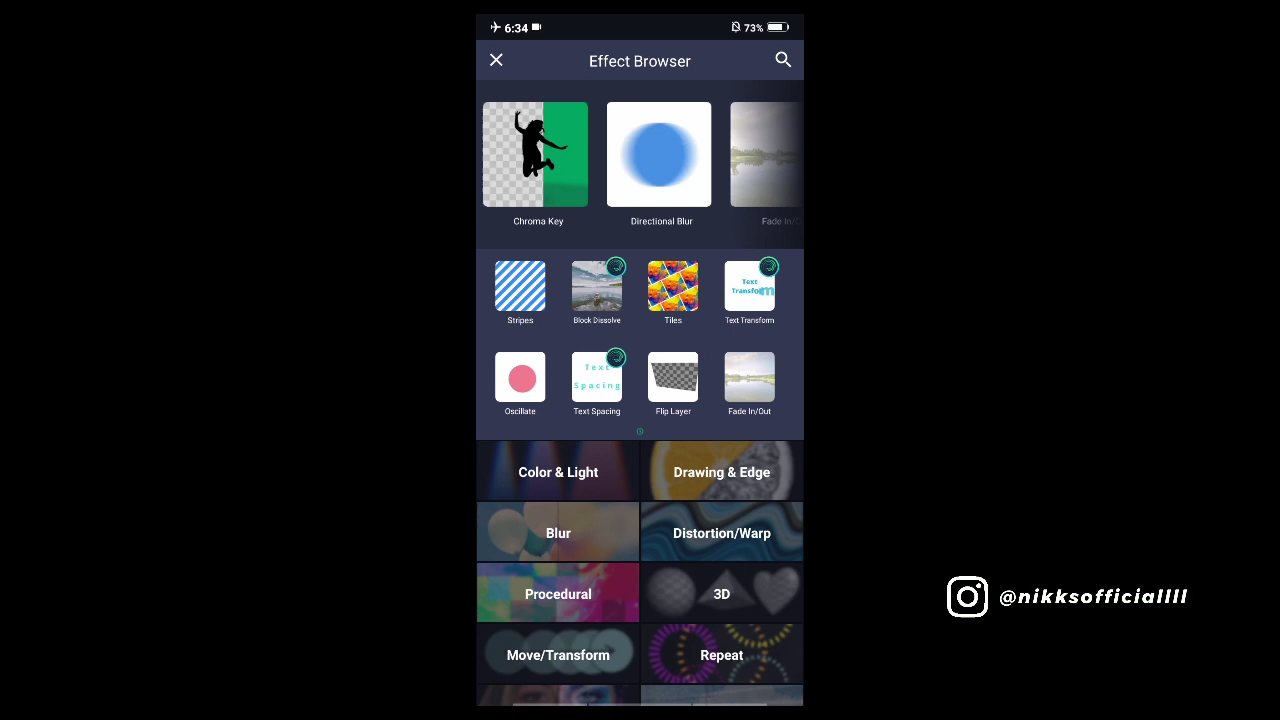 6:34
73%
Effect Browser
Chroma Key
Directional Blur
Fade In/O
Text
Transform
Stripes
Block Dissolve
Tiles
Text Transform
Text
Spacing
Oscillate
Text Spacing
Flip Layer
Fade In/Out
Color & Light
Drawing & Edge
Blur
Distortion/Warp
Procedural
3D
@nikksofficiallll
Move/Transform
Repeat